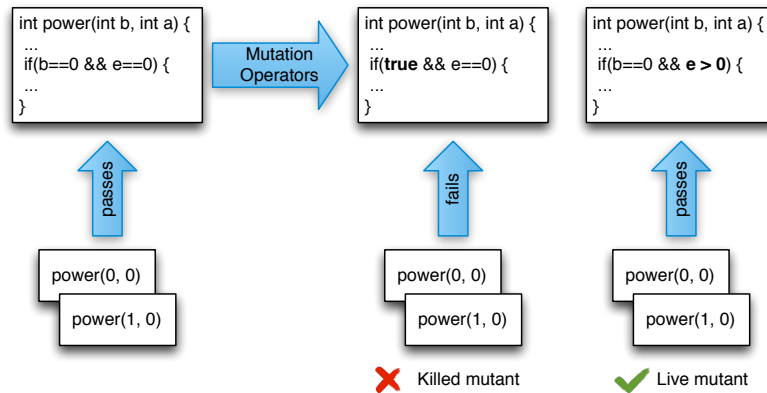 int power(int b, int a) {
...
if(b==0 && e==0) {
...
}
Mutation
Operators
int power(int b, int a) {
...
if(true && e==0) {
...
}
int power(int b, int a) {
...
if(b==0 && e > 0) {
...
}
passes
fails
passes
power(0, 0)
power(1, 0)
power(0, 0)
power(1, 0)
power(0, 0)
power(1, 0)
Killed mutant
Live mutant